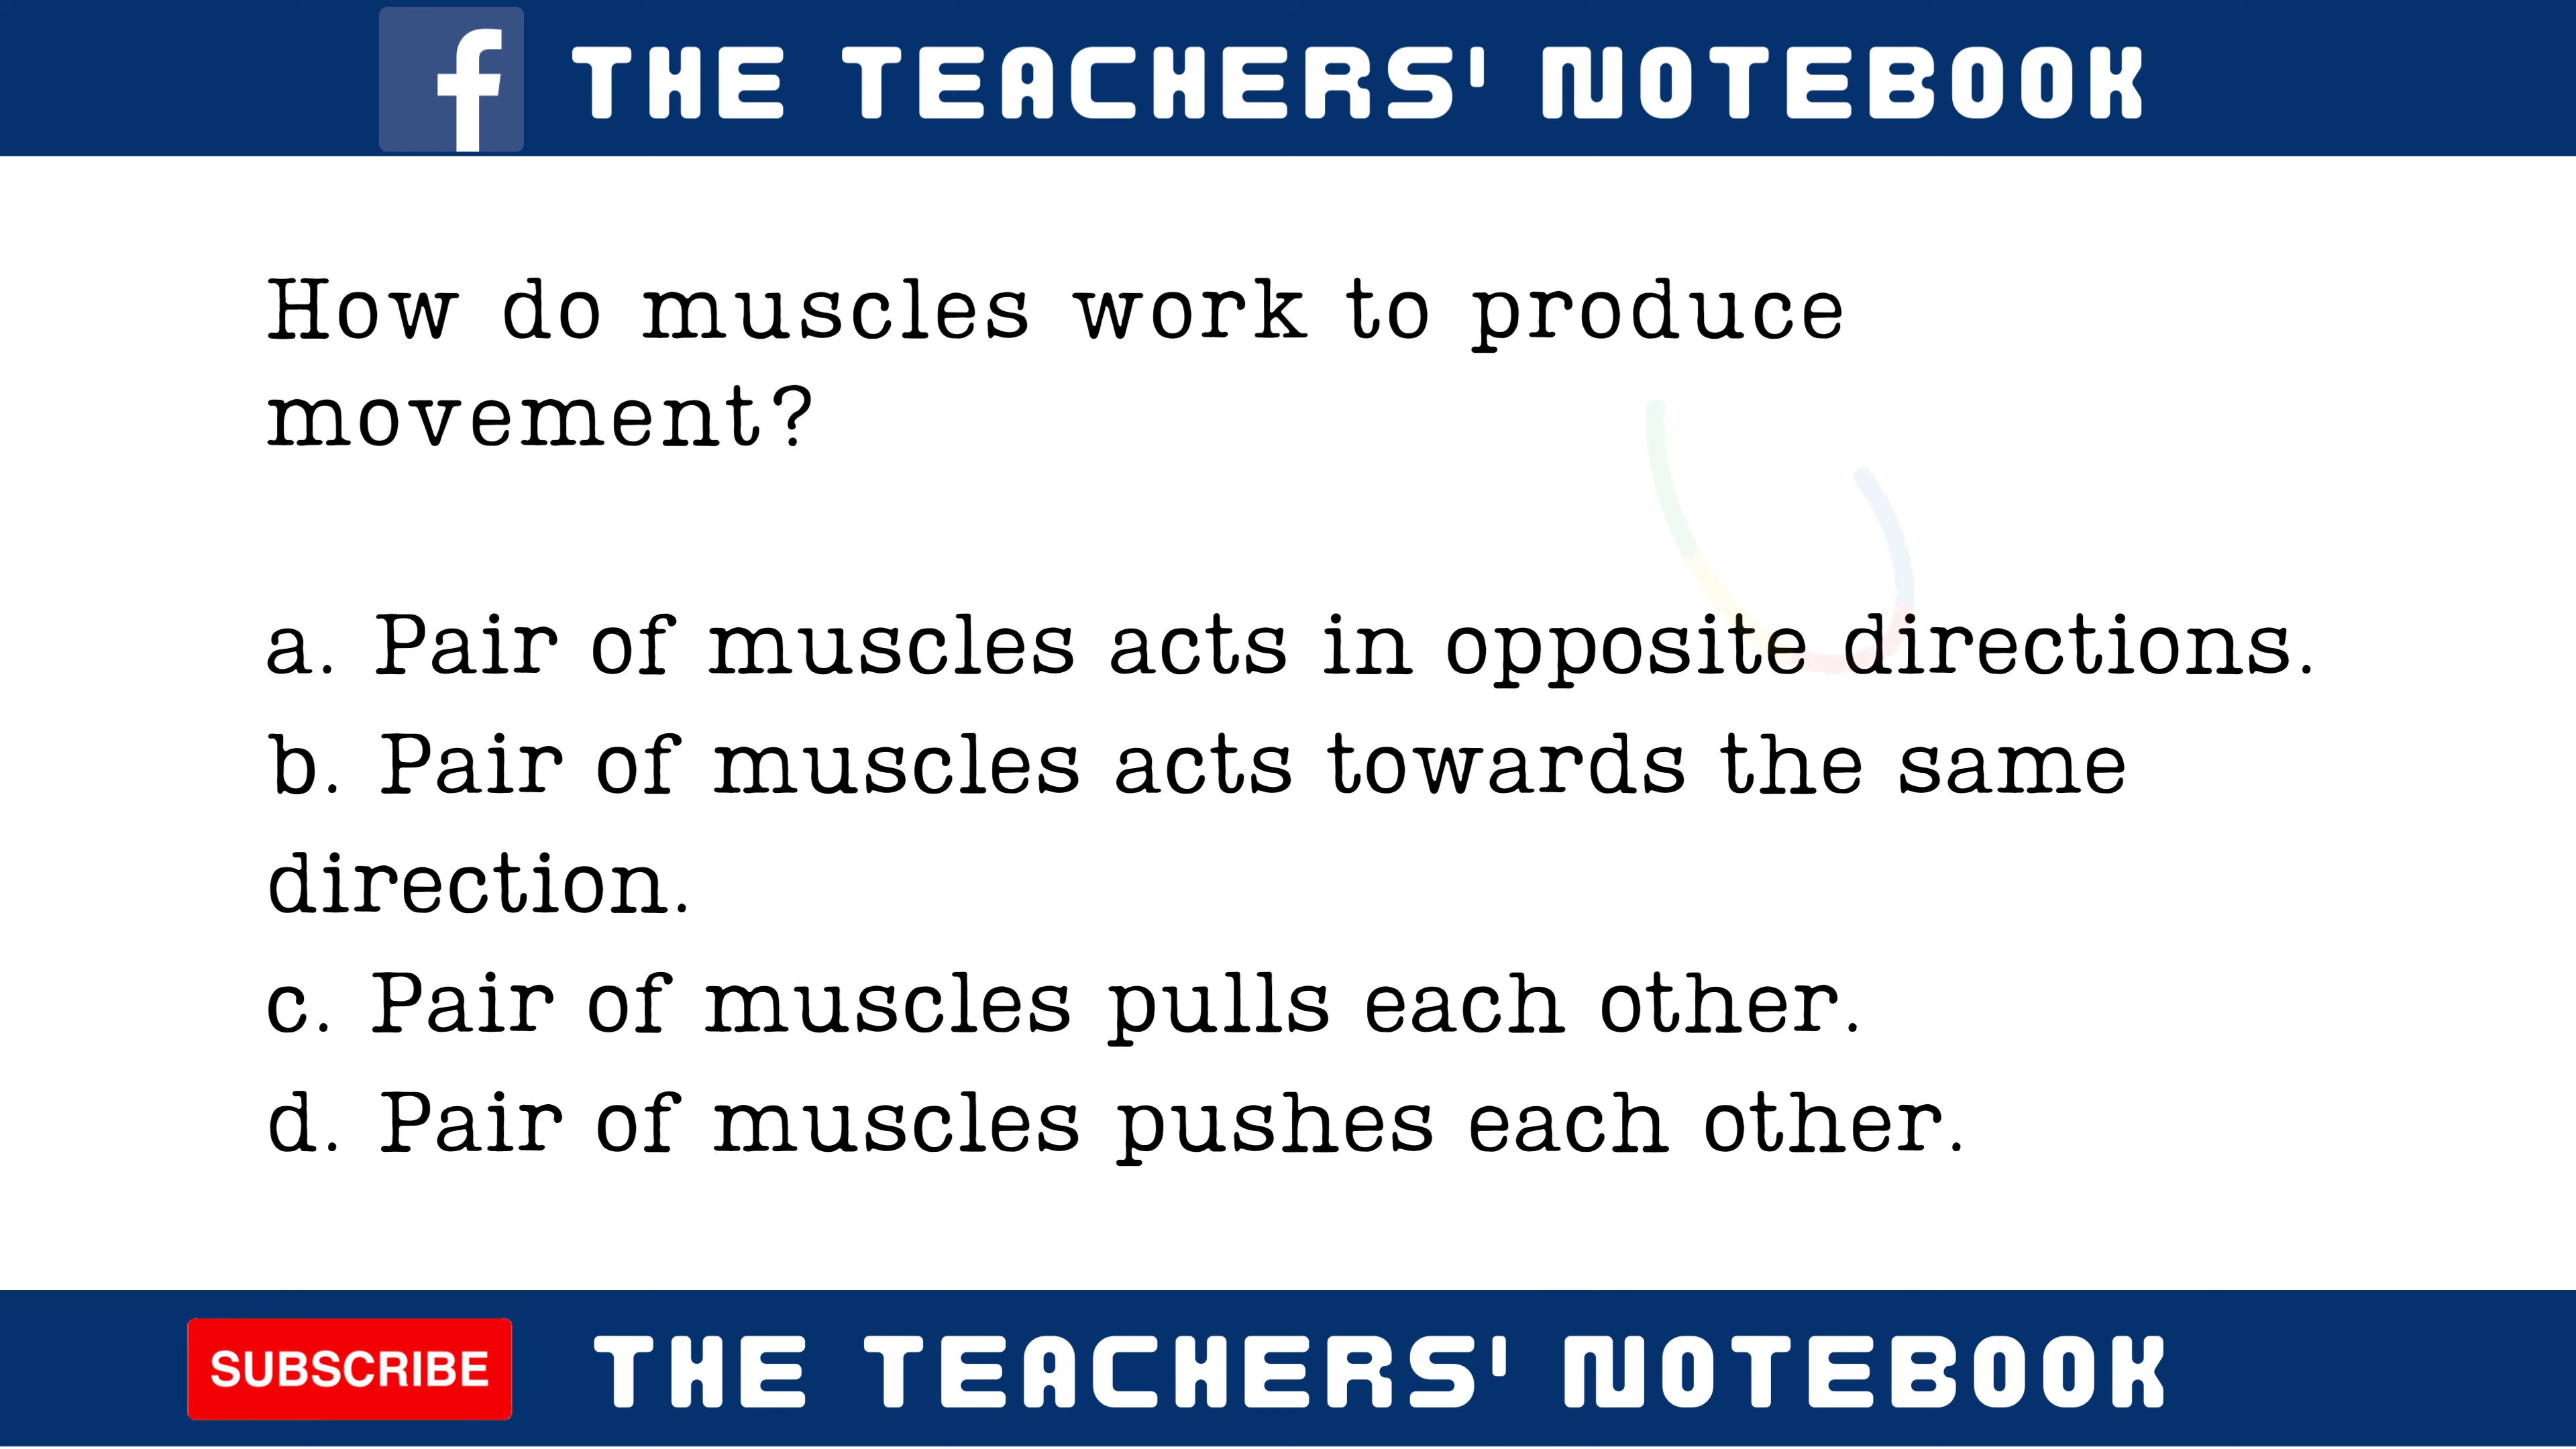 THE TEACHERS' NOTEBOOK
How do muscles work to produce
movement?
a. Pair of muscles acts in opposite directions.
b. Pair of muscles acts towards the same
direction.
c. Pair of muscles pulls each other.
d. Pair of muscles pushes each other.
SUBSCRIBE THE TEACHERS' NOTEBOOK